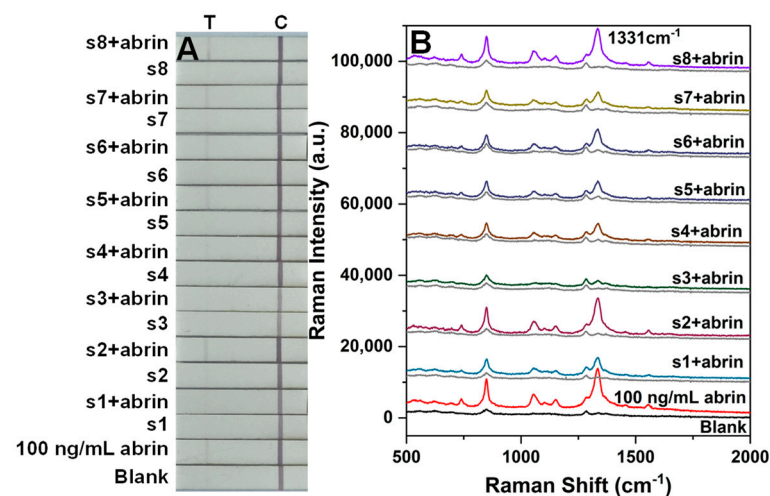 T C
A
s8+abrin
s8
s7+abrin
s7
s6+abrin
s6
s5+abrin
s5
s4+abrin
s4
s3+abrin
s3
s2+abrin
s2
s1+abrin
s1
100 ng/mL abrin
Blank
B
1331cm⁻¹
s8+abrin
s7+abrin
s6+abrin
s5+abrin
s4+abrin
s3+abrin
s2+abrin
s1+abrin
100 ng/mL abrin
Blank
Raman Intensity (a.u.)
100,000
80,000
60,000
40,000
20,000
0
500 1000 1500 2000
Raman Shift (cm⁻¹)